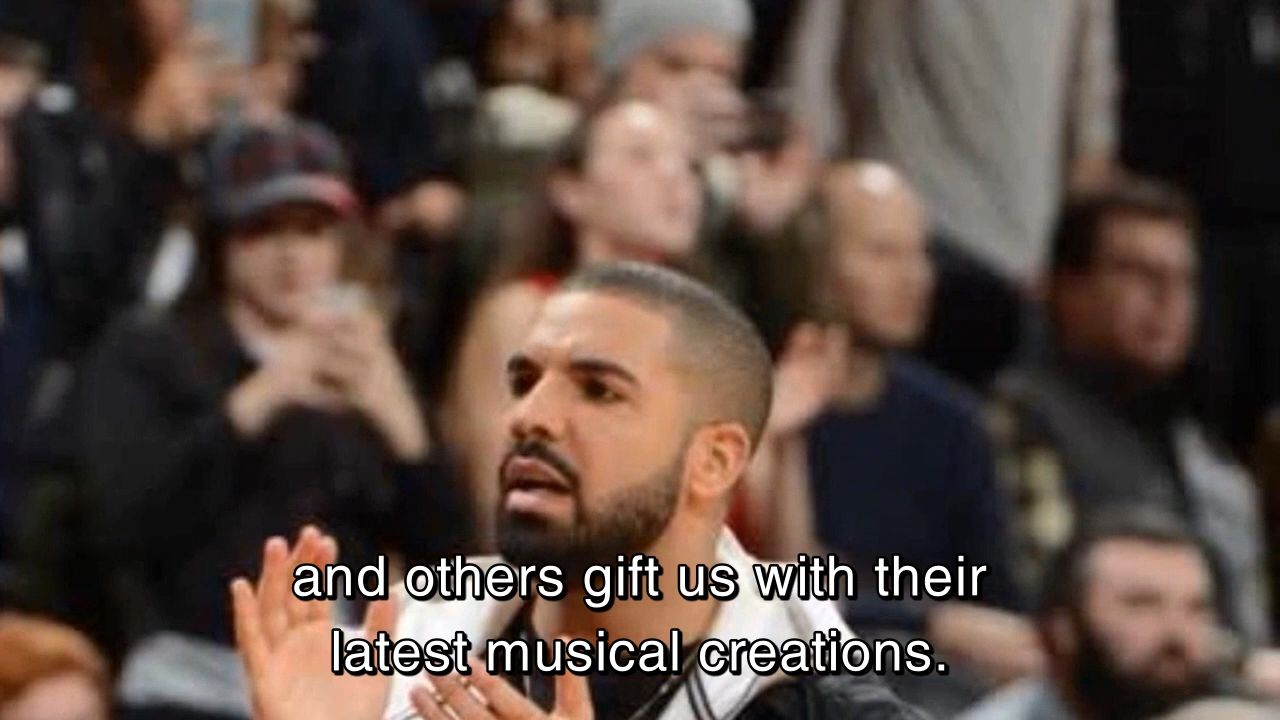 and others gift us with their
latest musical creations.